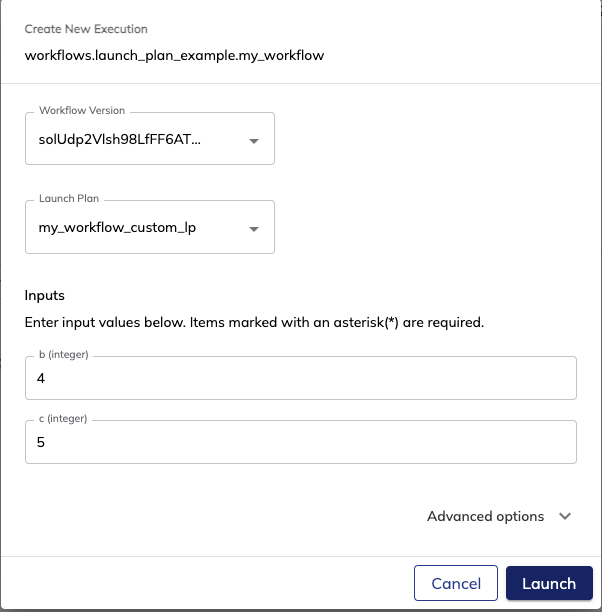 Create New Execution
workflows.launch_plan_example.my_workflow
Workflow Version
solUdp2Vlsh98LfFF6AT...
Launch Plan
my_workflow_custom_lp
Inputs
Enter input values below. Items marked with an asterisk(*) are required.
b (integer)
4
c (integer)
5
Advanced options
Cancel
Launch